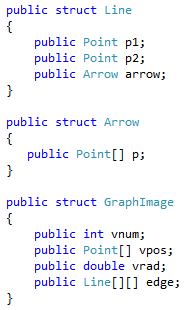 public struct Line
{
    public Point p1;
    public Point p2;
    public Arrow arrow;
}

public struct Arrow
{
   public Point[] p;
}

public struct GraphImage
{
    public int vnum;
    public Point[] vpos;
    public double vrad;
    public Line[][] edge;
}